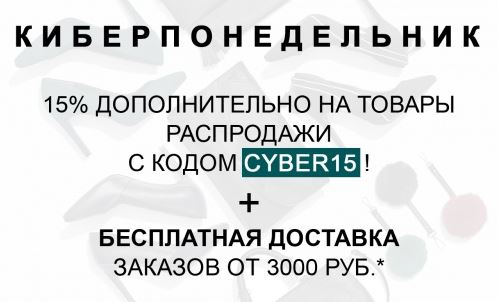 КИБЕРПОНЕДЕЛЬНИК
15% ДОПОЛНИТЕЛЬНО НА ТОВАРЫ
РАСПРОДАЖИ
С КОДОМ CYBER15 !
+
БЕСПЛАТНАЯ ДОСТАВКА
ЗАКАЗОВ ОТ 3000 РУБ.*